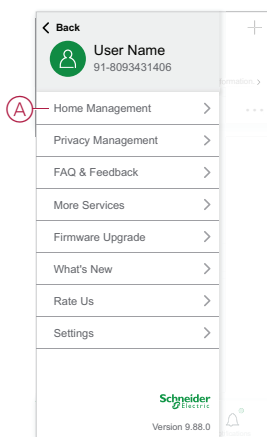 Back
User Name
91-8093431406
formation.
A
Home Management
Privacy Management
FAQ & Feedback
More Services
Firmware Upgrade
What's New
Rate Us
Settings
Schneider
Electric
Version 9.88.0